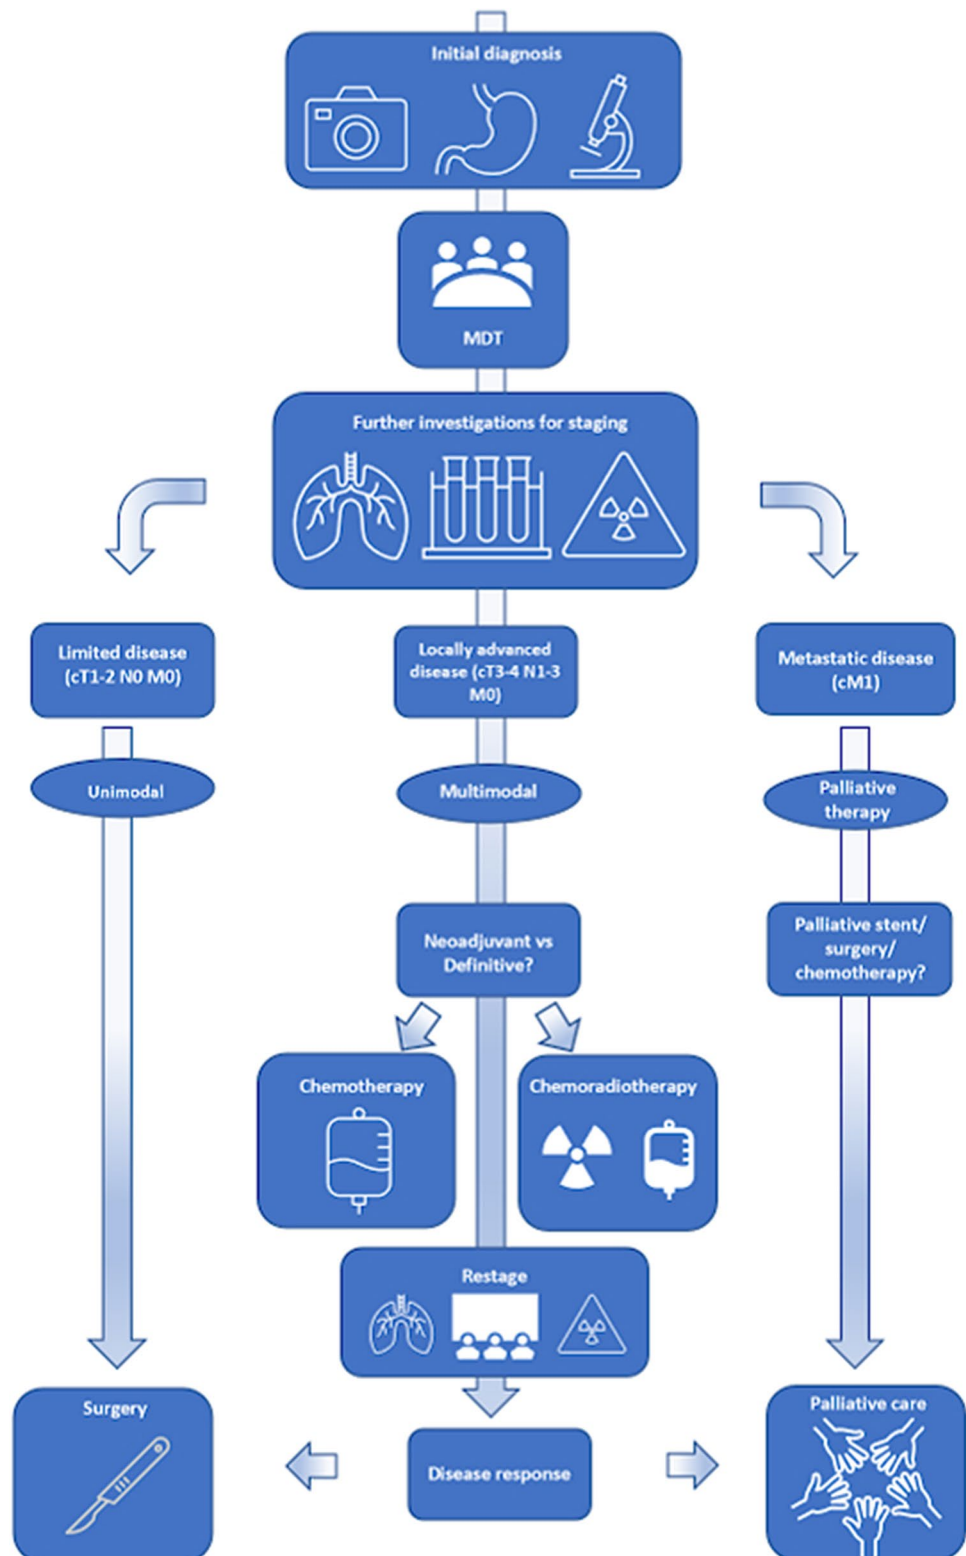 Initial diagnosis
MDT
Further investigations for staging
Limited disease
(cT1-2 N0 M0)
Locally advanced
disease (cT3-4 N1-3
M0)
Metastatic disease
(cM1)
Unimodal
Multimodal
Palliative
therapy
Neoadjuvant vs
Definitive?
Palliative stent/
surgery/
chemotherapy?
Chemotherapy
Chemoradiotherapy
Restage
Surgery
Disease response
Palliative care